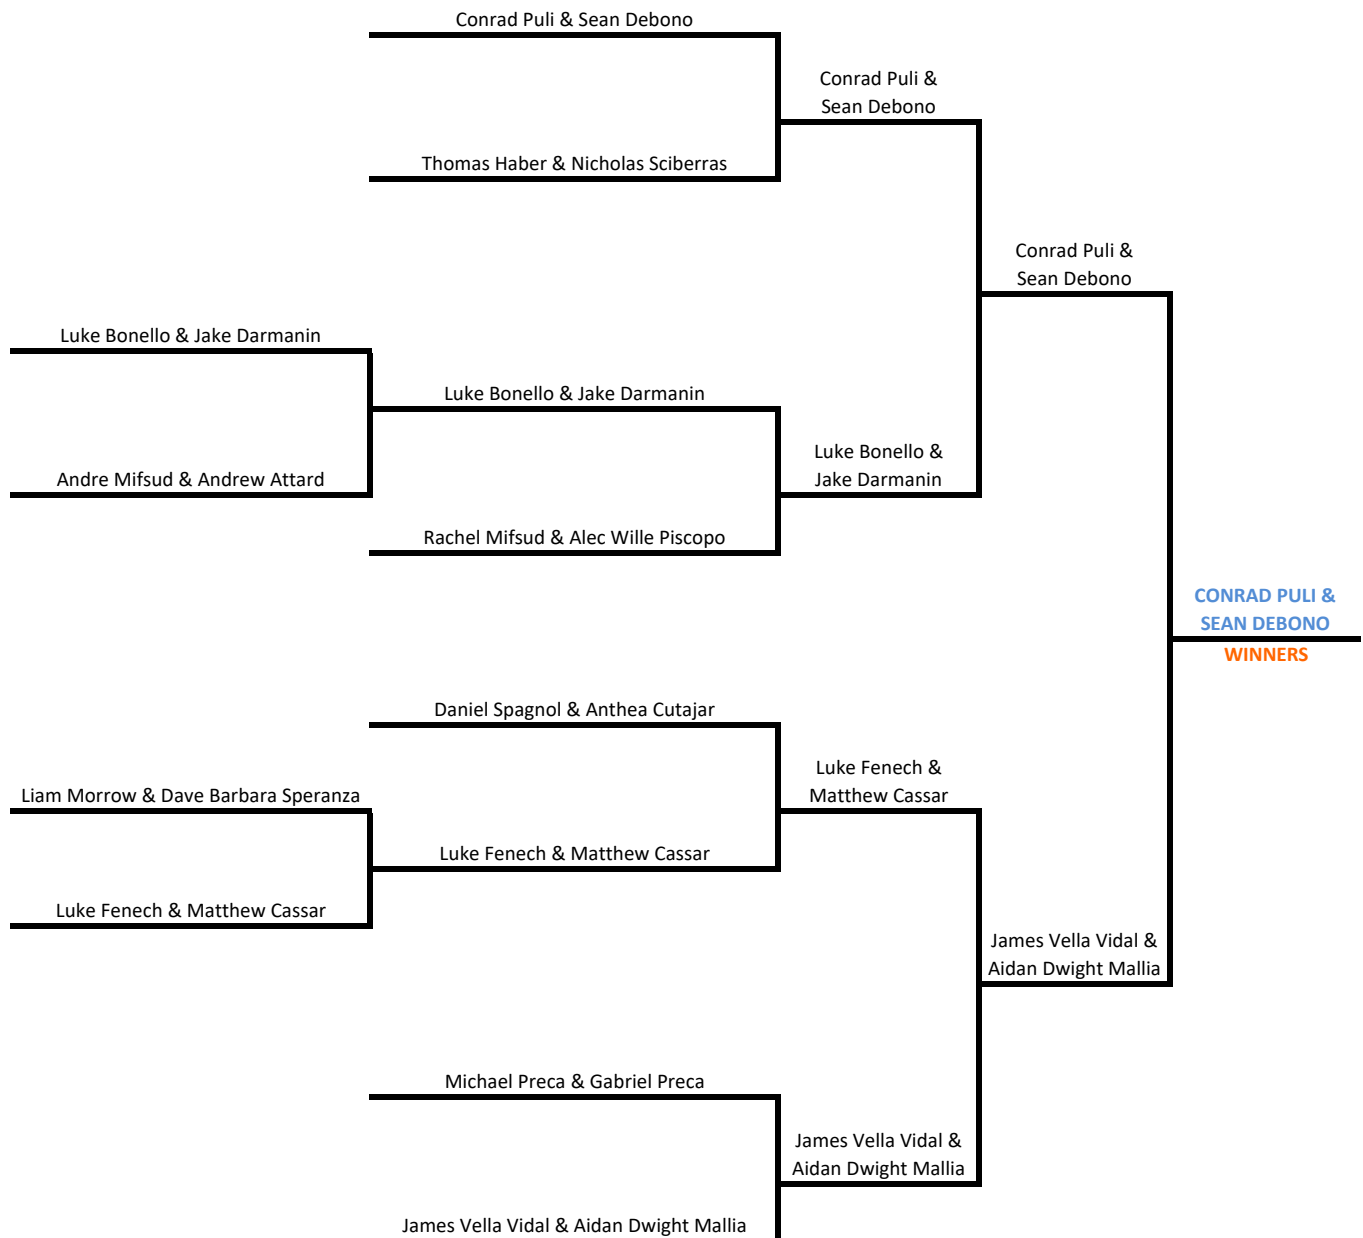 Conrad Puli & Sean Debono
Conrad Puli &
Sean Debono
Thomas Haber & Nicholas Sciberras
Conrad Puli &
Sean Debono
Luke Bonello & Jake Darmanin
Luke Bonello & Jake Darmanin
Luke Bonello &
Jake Darmanin
Andre Mifsud & Andrew Attard
Rachel Mifsud & Alec Wille Piscopo
CONRAD PULI &
SEAN DEBONO
WINNERS
Daniel Spagnol & Anthea Cutajar
Luke Fenech &
Matthew Cassar
Liam Morrow & Dave Barbara Speranza
Luke Fenech & Matthew Cassar
Luke Fenech & Matthew Cassar
James Vella Vidal &
Aidan Dwight Mallia
Michael Preca & Gabriel Preca
James Vella Vidal &
Aidan Dwight Mallia
James Vella Vidal & Aidan Dwight Mallia